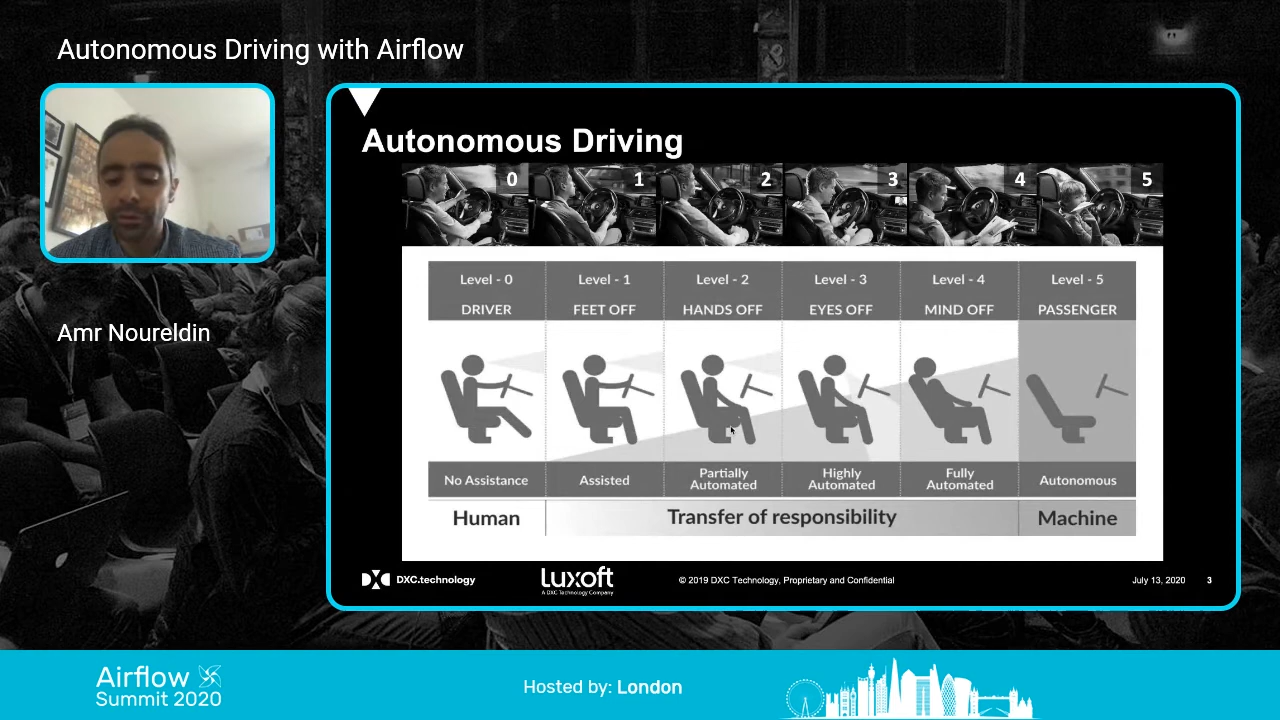 Autonomous Driving with Airflow
Amr Noureldin
Autonomous Driving
0 1 2 3 4 5
Level - 0 Level - 1 Level - 2 Level - 3 Level - 4 Level - 5
DRIVER FEET OFF HANDS OFF EYES OFF MIND OFF PASSENGER
No Assistance Assisted Partially Automated Highly Automated Fully Automated Autonomous
Human Transfer of responsibility Machine
DXC.technology Luxoft © 2019 DXC Technology, Proprietary and Confidential July 13, 2020 3
A DXC Technology Company
Airflow
Summit 2020
Hosted by: London